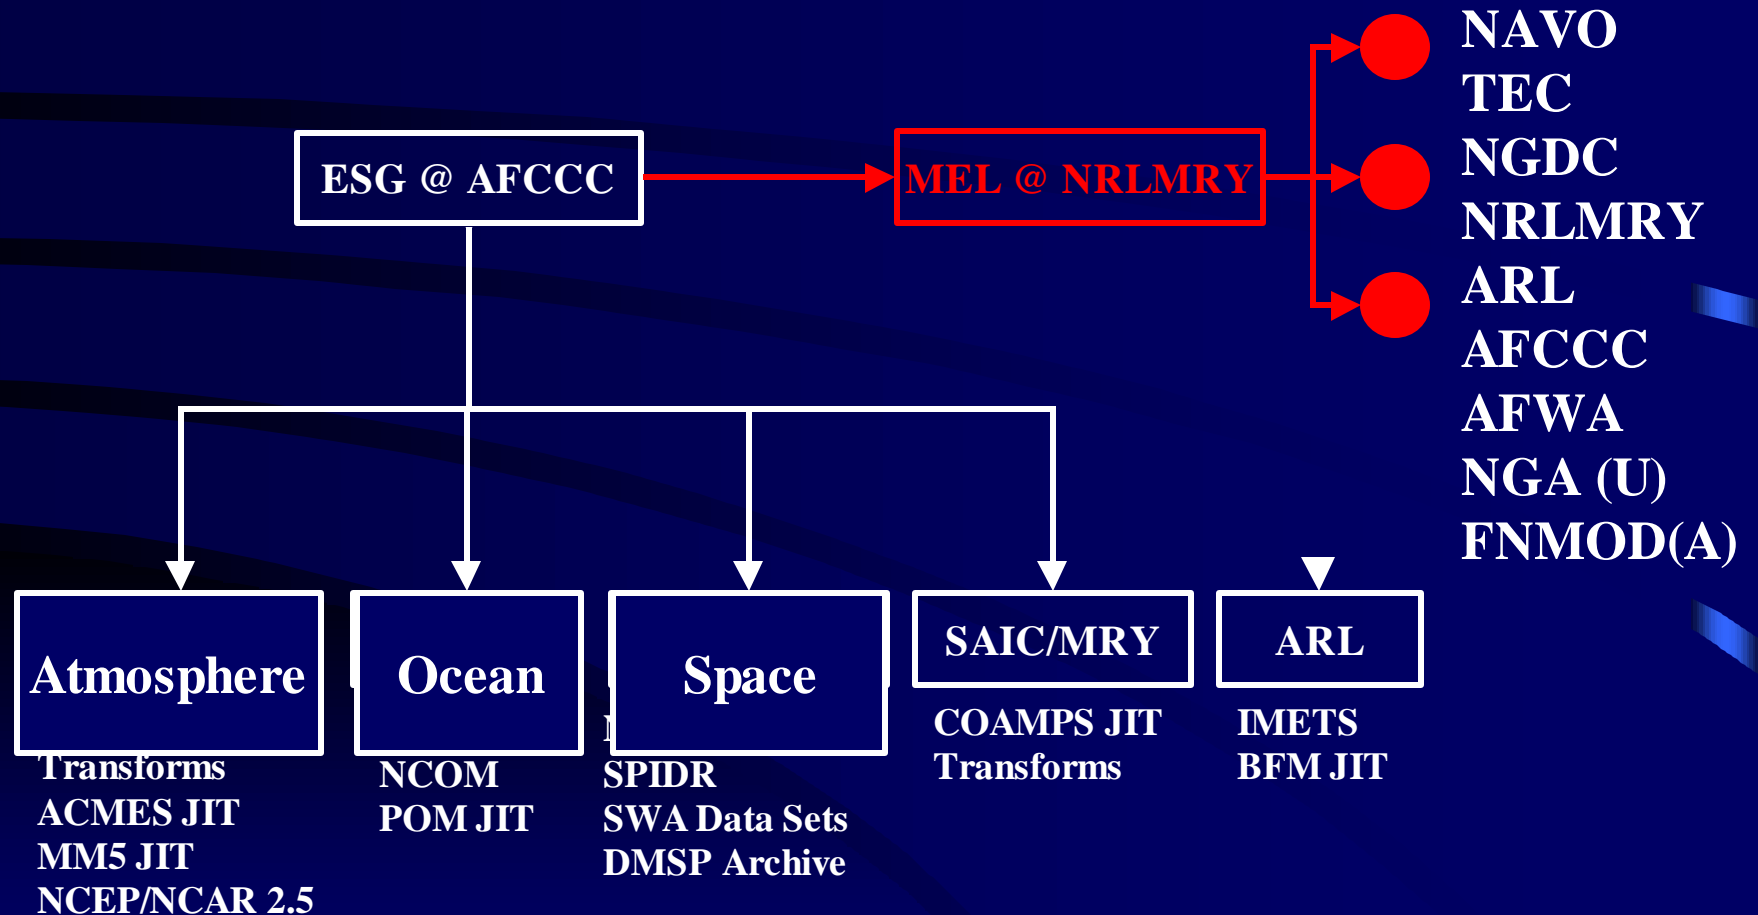 NAVO
TEC
NGDC
NRLMRY
ARL
AFCCC
AFWA
NGA (U)
FNMOD(A)
ESG @ AFCCC
MEL @ NRLMRY
Atmosphere
Transforms
ACMES JIT
MM5 JIT
NCEP/NCAR 2.5
Ocean
NCOM
POM JIT
Space
SPIDR
SWA Data Sets
DMSP Archive
SAIC/MRY
COAMPS JIT
Transforms
ARL
IMETS
BFM JIT